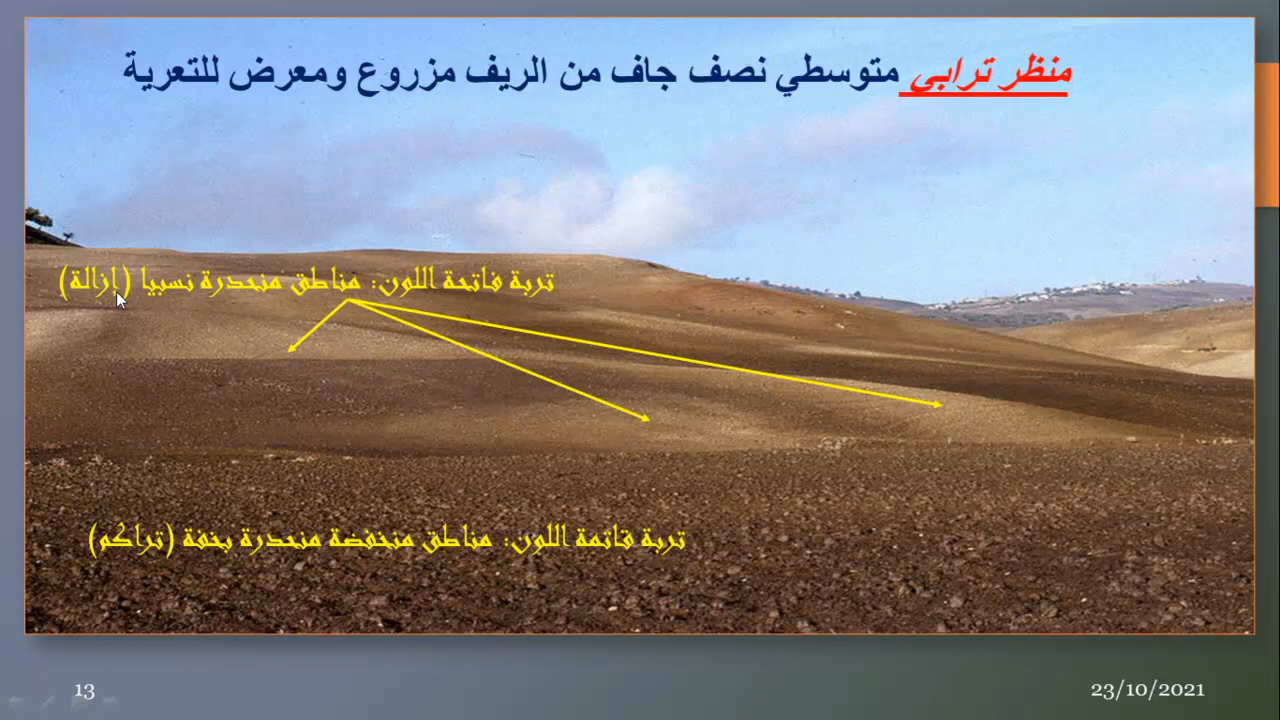 منظر ترابي متوسطي نصف جاف من الريف مزروع ومعرض للتعرية
تربة فاتحة اللون: مناطق منحدرة نسبيا (إزالة)
تربة قاتمة اللون: مناطق منخفضة منحدرة بخفة (تراكم)
13
23/10/2021